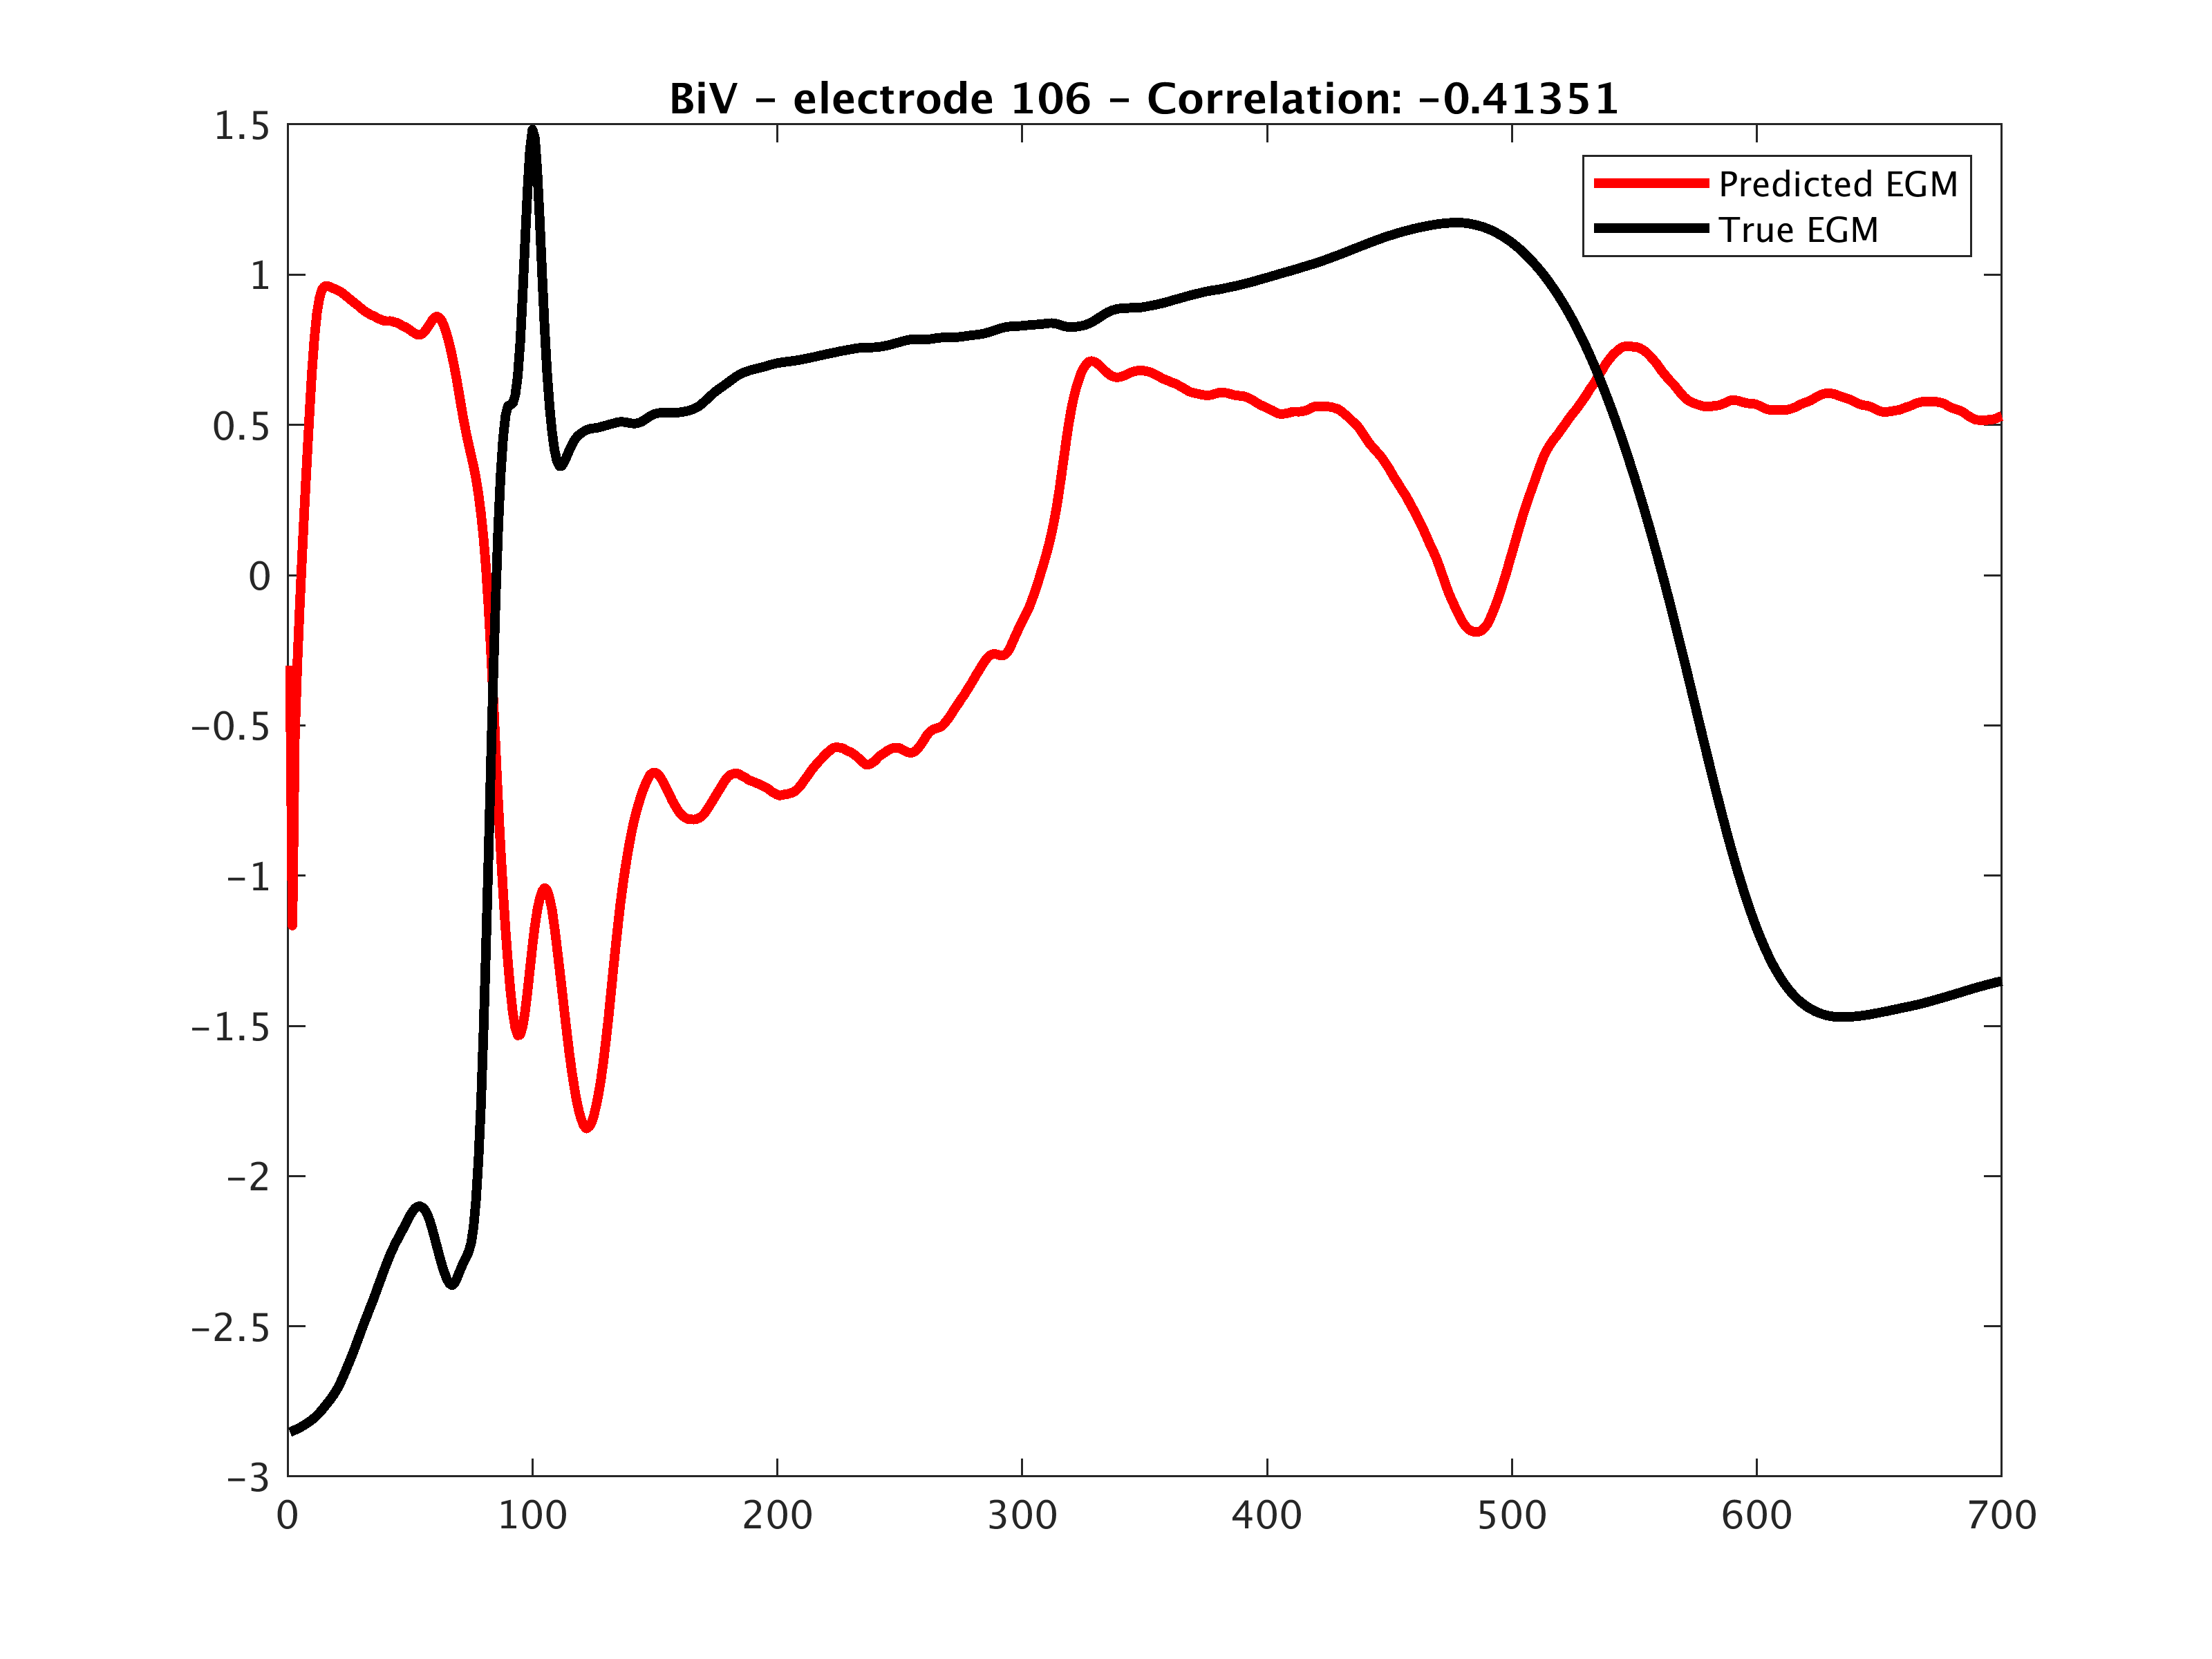 BiV – electrode 106 – Correlation: –0.41351
Predicted EGM
True EGM
1.5
1
0.5
0
–0.5
–1
–1.5
–2
–2.5
–3
0 100 200 300 400 500 600 700